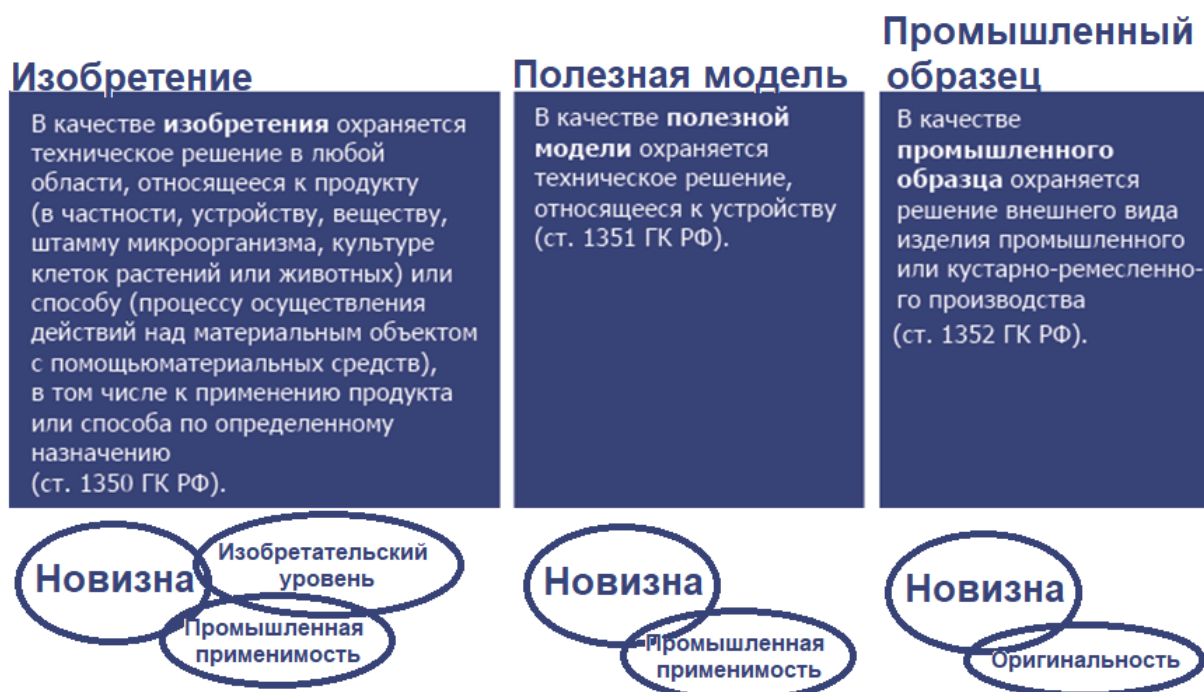 Изобретение
В качестве изобретения охраняется
техническое решение в любой
области, относящееся к продукту
(в частности, устройству, веществу,
штамму микроорганизма, культуре
клеток растений или животных) или
способу (процессу осуществления
действий над материальным объектом
с помощьюматериальных средств),
в том числе к применению продукта
или способа по определенному
назначению
(ст. 1350 ГК РФ).
Новизна
Изобретательский
уровень
Промышленная
применимость
Полезная модель
В качестве полезной
модели охраняется
техническое решение,
относящееся к устройству
(ст. 1351 ГК РФ).
Новизна
Промышленная
применимость
Промышленный
образец
В качестве
промышленного
образца охраняется
решение внешнего вида
изделия промышленного
или кустарно-ремесленно-
го производства
(ст. 1352 ГК РФ).
Новизна
Оригинальность